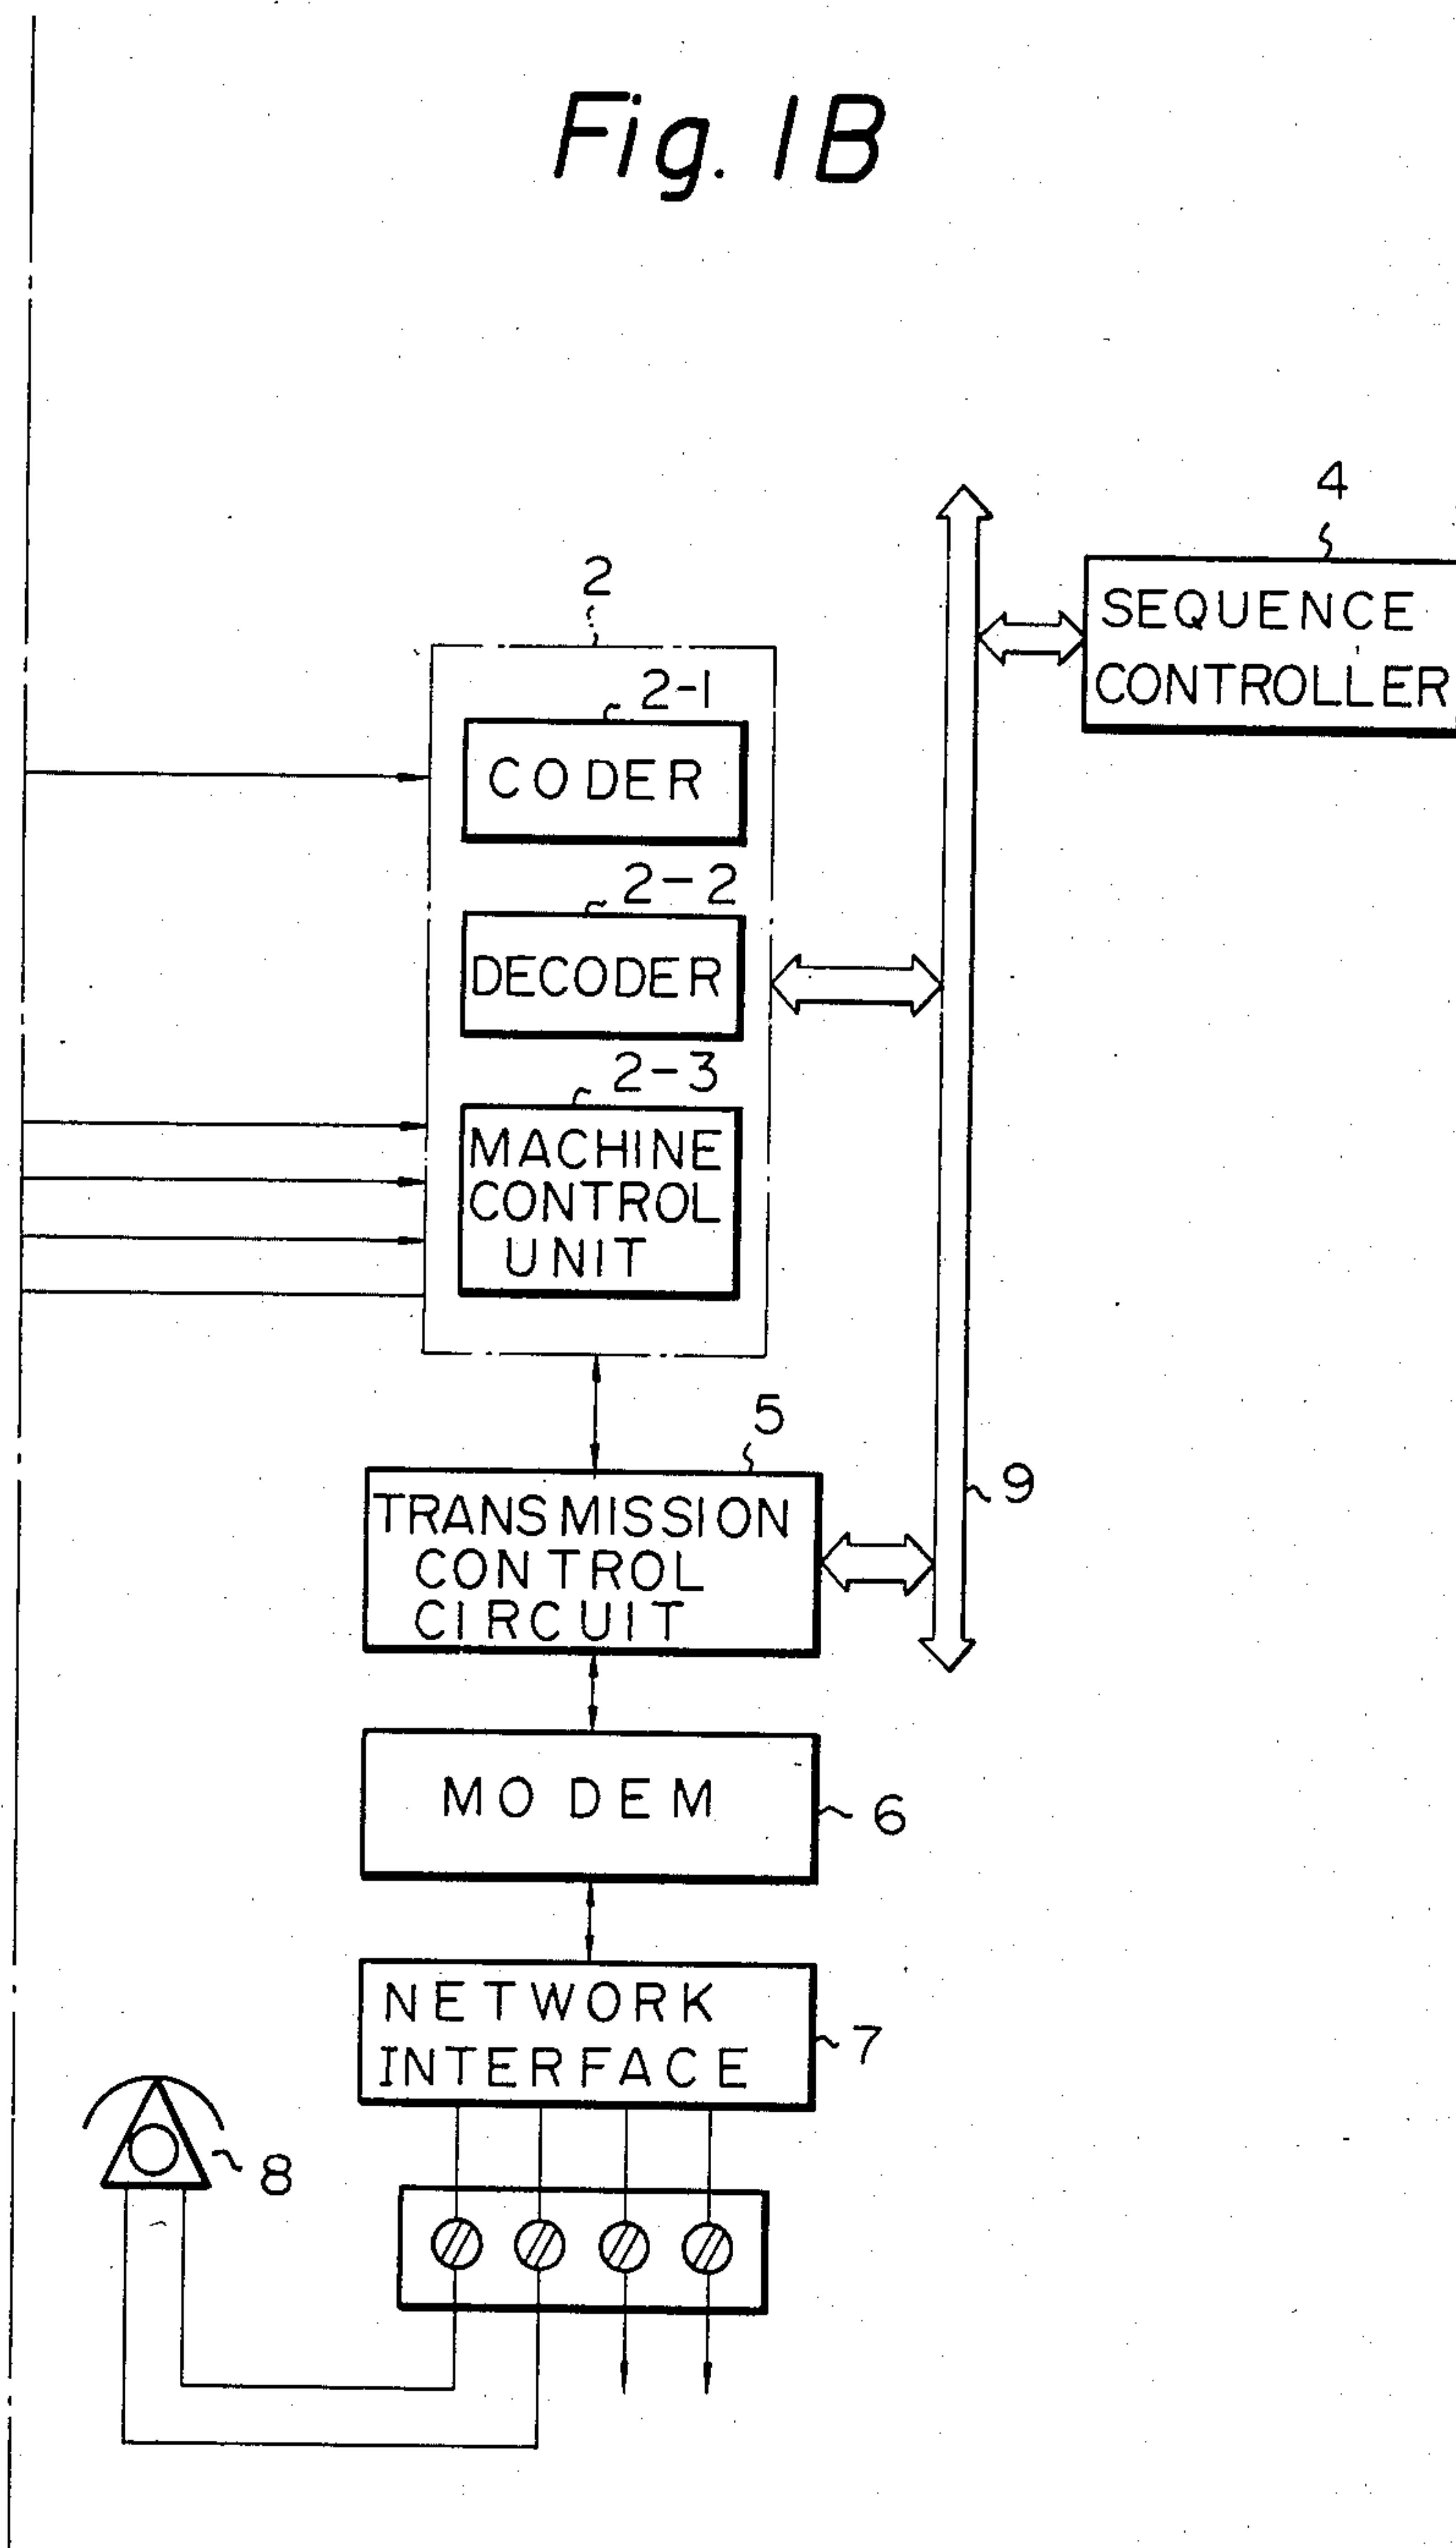 Fig. 1B
4
SEQUENCE
CONTROLLER
2
2-1
CODER
2-2
DECODER
2-3
MACHINE
CONTROL
UNIT
5
TRANSMISSION
CONTROL
CIRCUIT
9
MODEM
6
NETWORK
INTERFACE
7
8